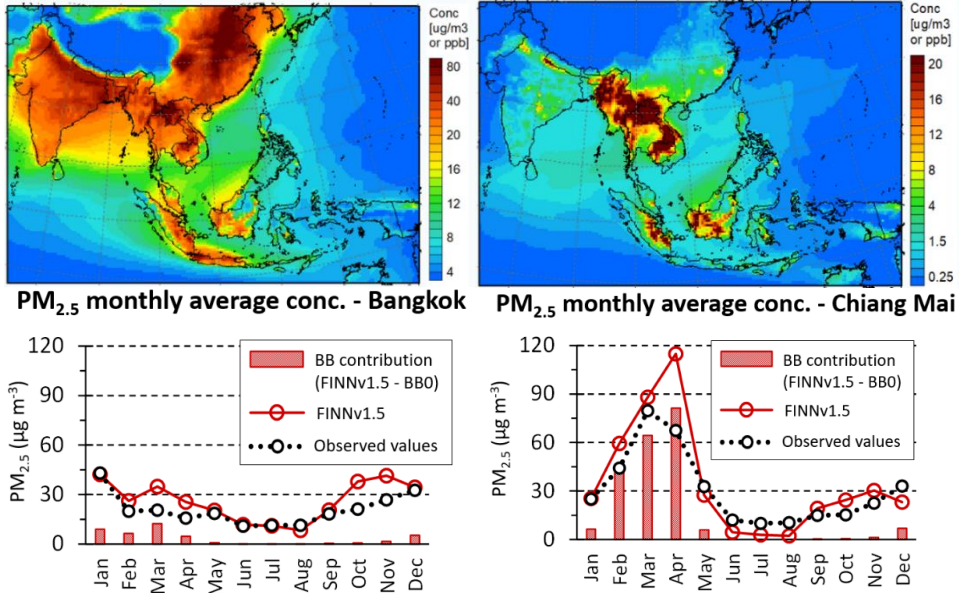 Conc
[ug/m3
or ppb]
80
40
20
16
12
8
4
Conc
[ug/m3
or ppb]
20
16
8
4
1.5
0.25
PM2.5 monthly average conc. - Bangkok
PM2.5 monthly average conc. - Chiang Mai
120
90
60
30
0
PM2.5 (µg m-3)
BB contribution
(FINNv1.5 - BB0)
FINNv1.5
Observed values
Jan
Feb
Mar
Apr
May
Jun
Jul
Aug
Sep
Oct
Nov
Dec
120
90
60
30
0
PM2.5 (µg m-3)
BB contribution
(FINNv1.5 - BB0)
FINNv1.5
Observed values
Jan
Feb
Mar
Apr
May
Jun
Jul
Aug
Sep
Oct
Nov
Dec